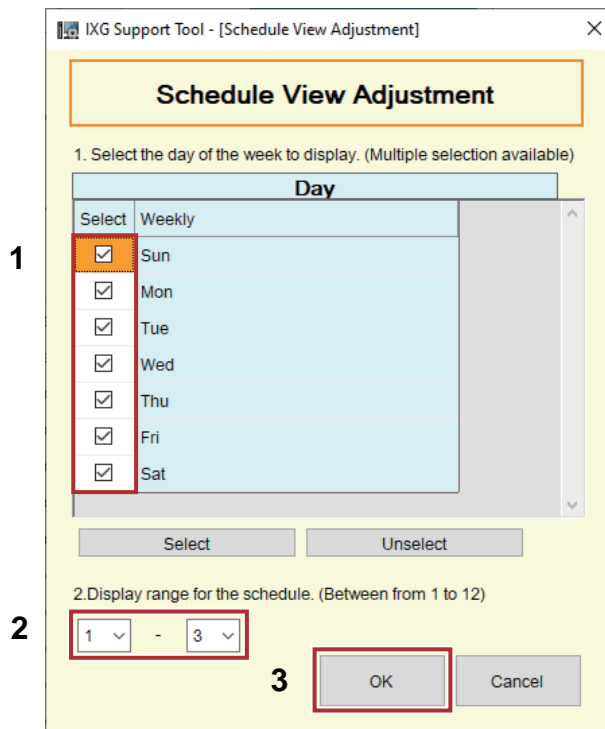 IXG Support Tool - [Schedule View Adjustment]
Schedule View Adjustment
1. Select the day of the week to display. (Multiple selection available)
Day
Select Weekly
1
Sun
Mon
Tue
Wed
Thu
Fri
Sat
Select Unselect
2.Display range for the schedule. (Between from 1 to 12)
2 1 - 3
3 OK Cancel